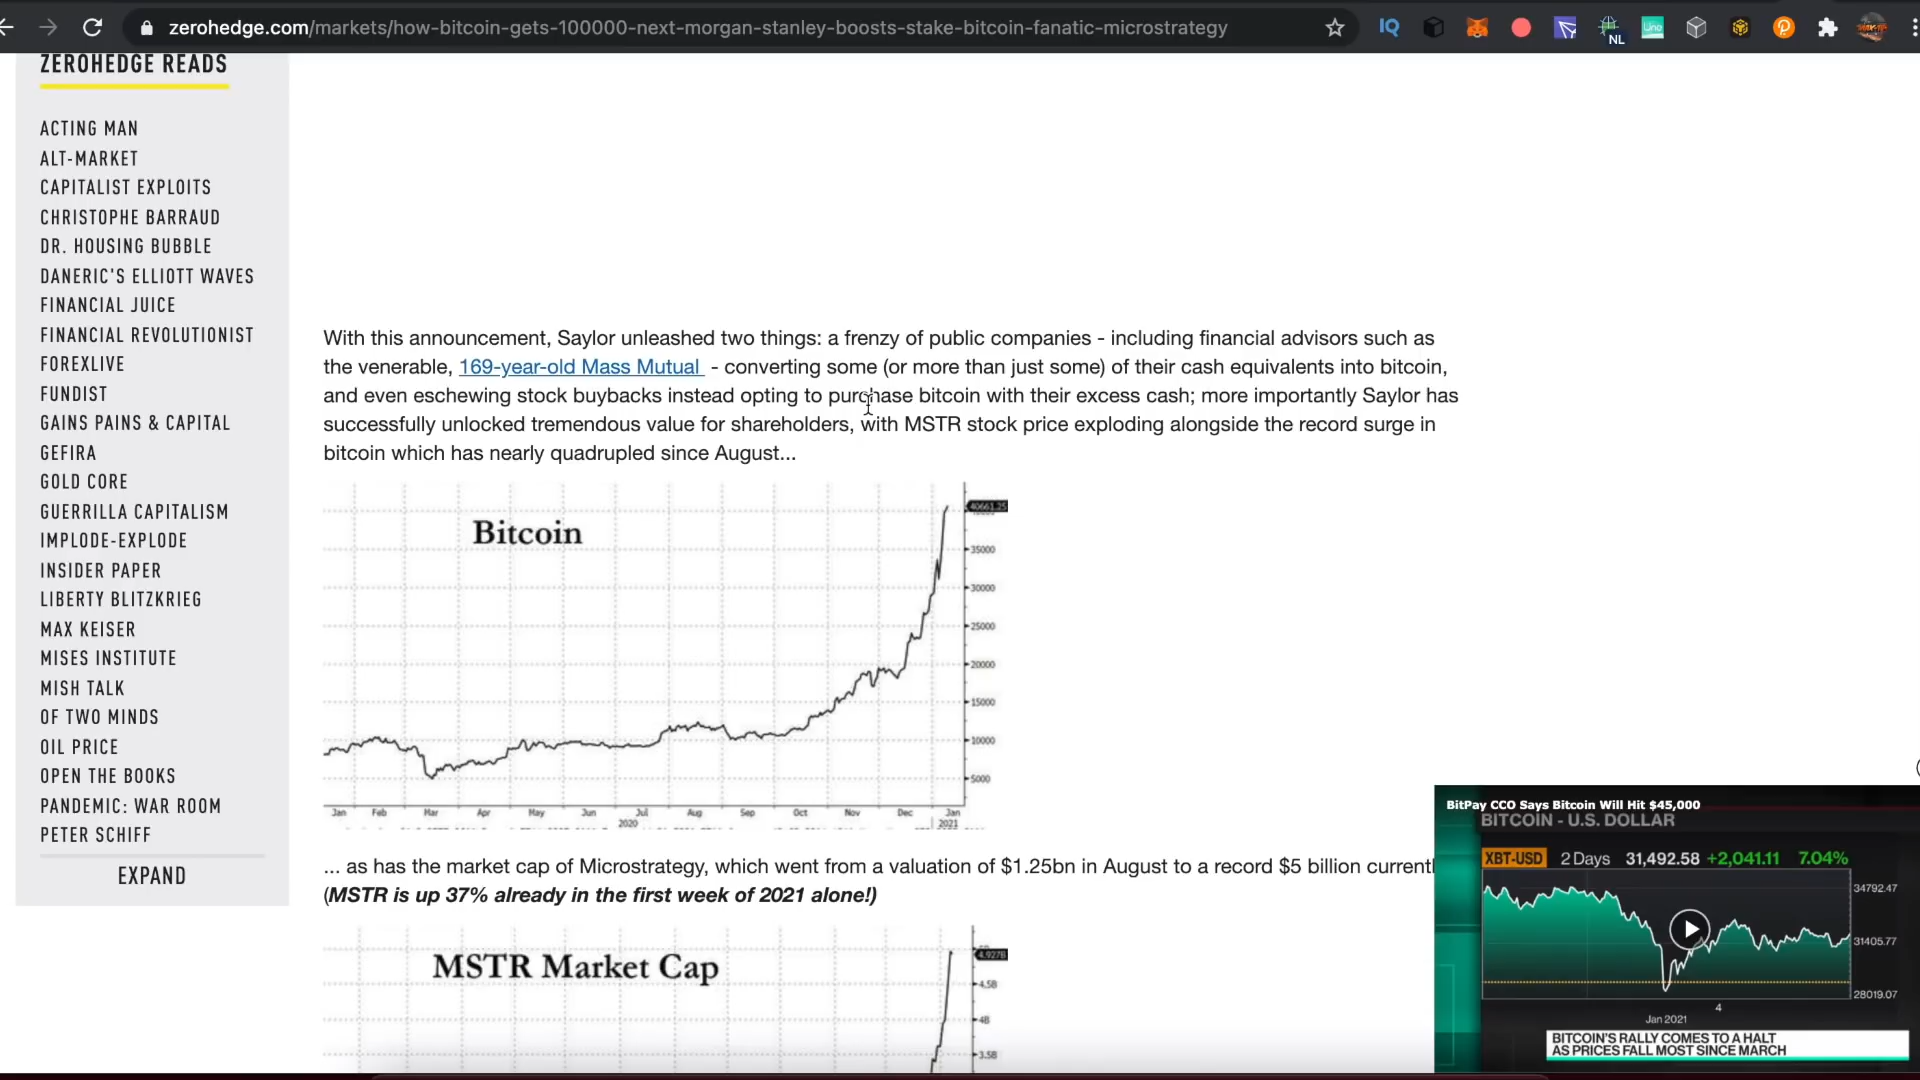 zerohedge.com/markets/how-bitcoin-gets-100000-next-morgan-stanley-boosts-stake-bitcoin-fanatic-microstrategy
IQ
NL
Uno
ZEROHEDGE READS
ACTING MAN
ALT-MARKET
CAPITALIST EXPLOITS
CHRISTOPHE BARRAUD
DR. HOUSING BUBBLE
DANERIC'S ELLIOTT WAVES
FINANCIAL JUICE
FINANCIAL REVOLUTIONIST
FOREXLIVE
FUNDIST
GAINS PAINS & CAPITAL
GEFIRA
GOLD CORE
GUERRILLA CAPITALISM
IMPLODE-EXPLODE
INSIDER PAPER
LIBERTY BLITZKRIEG
MAX KEISER
MISES INSTITUTE
MISH TALK
OF TWO MINDS
OIL PRICE
OPEN THE BOOKS
PANDEMIC: WAR ROOM
PETER SCHIFF
EXPAND
With this announcement, Saylor unleashed two things: a frenzy of public companies - including financial advisors such as
the venerable, 169-year-old Mass Mutual - converting some (or more than just some) of their cash equivalents into bitcoin,
and even eschewing stock buybacks instead opting to purchase bitcoin with their excess cash; more importantly Saylor has
successfully unlocked tremendous value for shareholders, with MSTR stock price exploding alongside the record surge in
bitcoin which has nearly quadrupled since August...
Bitcoin
40661.25
35000
30000
25000
20000
15000
10000
5000
Jan Feb Mar Apr May Jun Jul Aug Sep Oct Nov Dec Jan
2020 2021
... as has the market cap of Microstrategy, which went from a valuation of $1.25bn in August to a record $5 billion currentl
(MSTR is up 37% already in the first week of 2021 alone!)
MSTR Market Cap
4.927B
4.5B
4B
3.5B
BitPay CCO Says Bitcoin Will Hit $45,000
BITCOIN - U.S. DOLLAR
XBT-USD 2 Days 31,492.58 +2,041.11 7.04%
34792.47
31405.77
28019.07
4
Jan 2021
BITCOIN'S RALLY COMES TO A HALT
AS PRICES FALL MOST SINCE MARCH